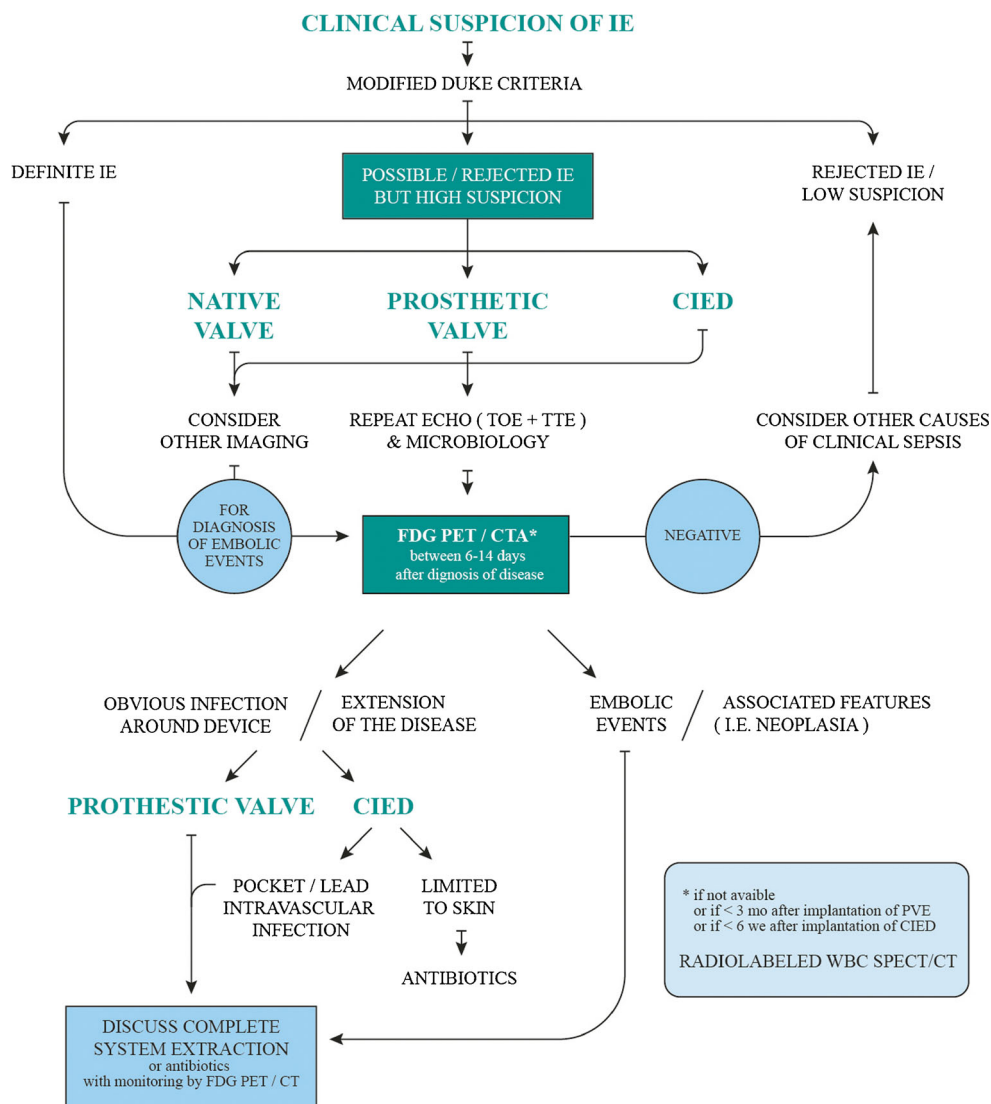 CLINICAL SUSPICION OF IE
MODIFIED DUKE CRITERIA
DEFINITE IE
POSSIBLE / REJECTED IE
BUT HIGH SUSPICION
REJECTED IE /
LOW SUSPICION
NATIVE
VALVE
PROSTHETIC
VALVE
CIED
CONSIDER
OTHER IMAGING
REPEAT ECHO ( TOE + TTE )
& MICROBIOLOGY
CONSIDER OTHER CAUSES
OF CLINICAL SEPSIS
FOR
DIAGNOSIS
OF EMBOLIC
EVENTS
FDG PET / CTA*
between 6-14 days
after dignosis of disease
NEGATIVE
OBVIOUS INFECTION
AROUND DEVICE
/
EXTENSION
OF THE DISEASE
EMBOLIC
EVENTS
/
ASSOCIATED FEATURES
( I.E. NEOPLASIA )
PROTHESTIC VALVE
CIED
POCKET / LEAD
INTRAVASCULAR
INFECTION
LIMITED
TO SKIN
ANTIBIOTICS
* if not avaible
or if < 3 mo after implantation of PVE
or if < 6 we after implantation of CIED
RADIOLABELED WBC SPECT/CT
DISCUSS COMPLETE
SYSTEM EXTRACTION
or antibiotics
with monitoring by FDG PET / CT